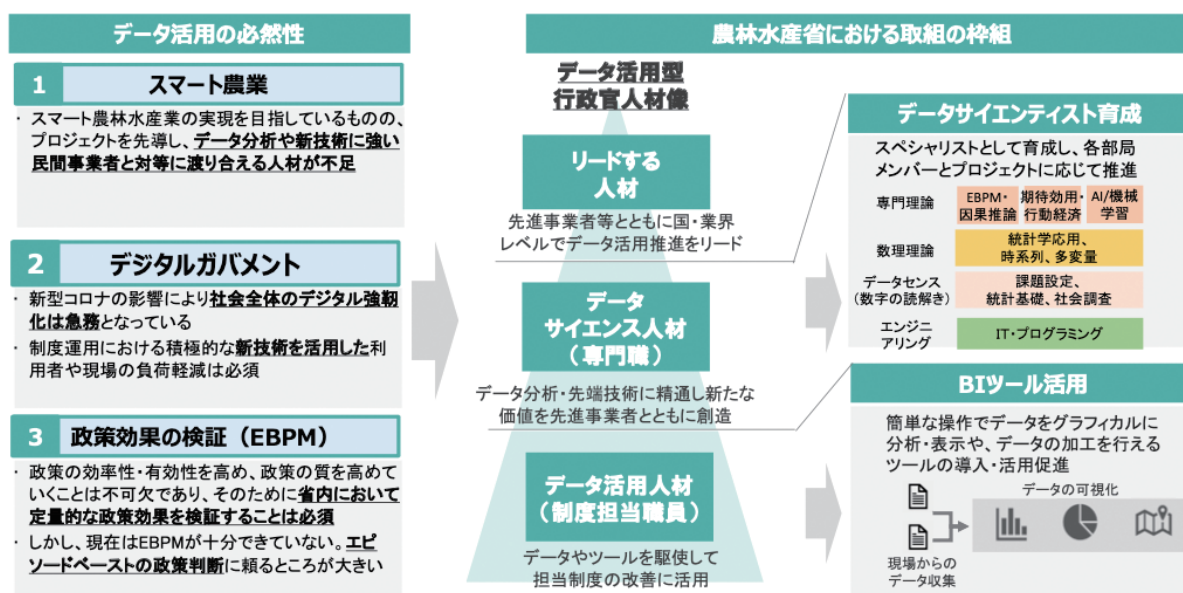 データ活用の必然性
1 スマート農業
・ スマート農林水産業の実現を目指しているものの、
プロジェクトを先導し、データ分析や新技術に強い
民間事業者と対等に渡り合える人材が不足
2 デジタルガバメント
・ 新型コロナの影響により社会全体のデジタル強靱
化は急務となっている
・ 制度運用における積極的な新技術を活用した利
用者や現場の負荷軽減は必須
3 政策効果の検証（EBPM）
・ 政策の効率性・有効性を高め、政策の質を高めて
いくことは不可欠であり、そのために省内において
定量的な政策効果を検証することは必須
・ しかし、現在はEBPMが十分できていない。エピ
ソードベーストの政策判断に頼るところが大きい
農林水産省における取組の枠組
データ活用型
行政官人材像
リードする
人材
先進事業者等とともに国・業界
レベルでデータ活用推進をリード
データ
サイエンス人材
（専門職）
データ分析・先端技術に精通し新たな
価値を先進事業者とともに創造
データ活用人材
（制度担当職員）
データやツールを駆使して
担当制度の改善に活用
データサイエンティスト育成
スペシャリストとして育成し、各部局
メンバーとプロジェクトに応じて推進
専門理論
EBPM・
因果推論
期待効用・
行動経済
AI/機械
学習
数理理論
統計学応用、
時系列、多変量
データセンス
(数字の読解き)
課題設定、
統計基礎、社会調査
エンジニ
アリング
IT・プログラミング
BIツール活用
簡単な操作でデータをグラフィカルに
分析・表示や、データの加工を行える
ツールの導入・活用促進
データの可視化
現場からの
データ収集